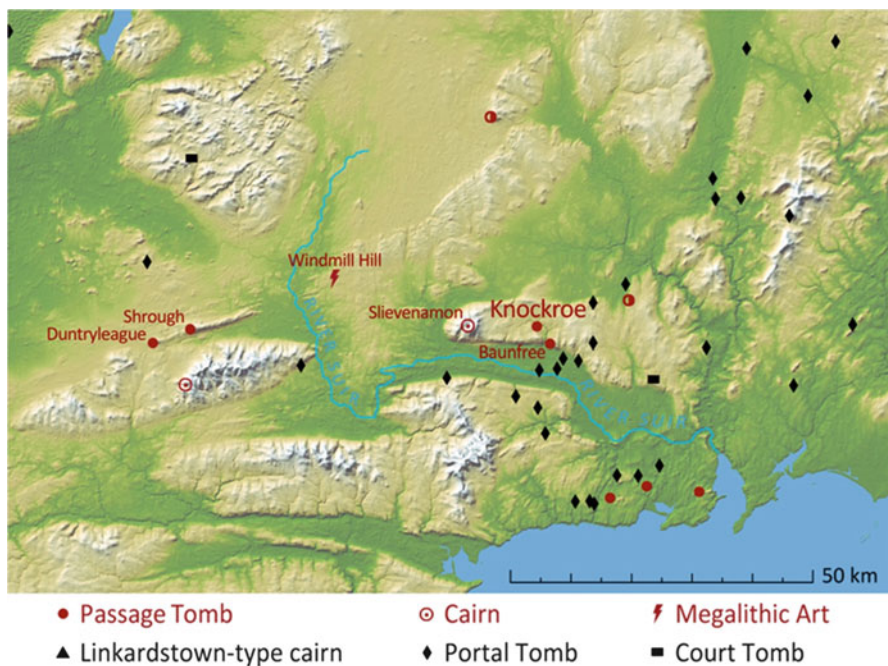 Windmill Hill
RIVER SUIR
Slievenamon
Knockroe
Shrough
Duntryleague
Baunfree
RIVER SUIR
50 km
Passage Tomb
Cairn
Megalithic Art
Linkardstown-type cairn
Portal Tomb
Court Tomb